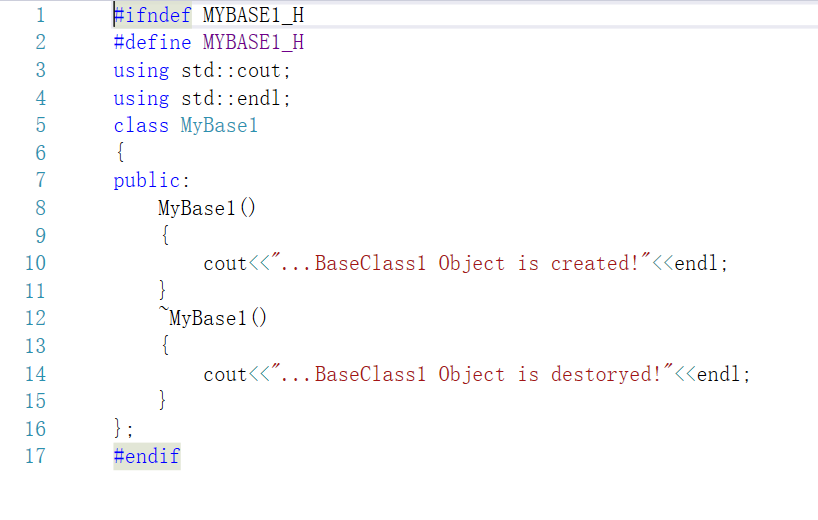 1 #ifndef MYBASE1_H
2 #define MYBASE1_H
3 using std::cout;
4 using std::endl;
5 class MyBase1
6 {
7 public:
8 MyBase1()
9 {
10 cout<<"...BaseClass1 Object is created!"<<endl;
11 }
12 ~MyBase1()
13 {
14 cout<<"...BaseClass1 Object is destoryed!"<<endl;
15 }
16 };
17 #endif